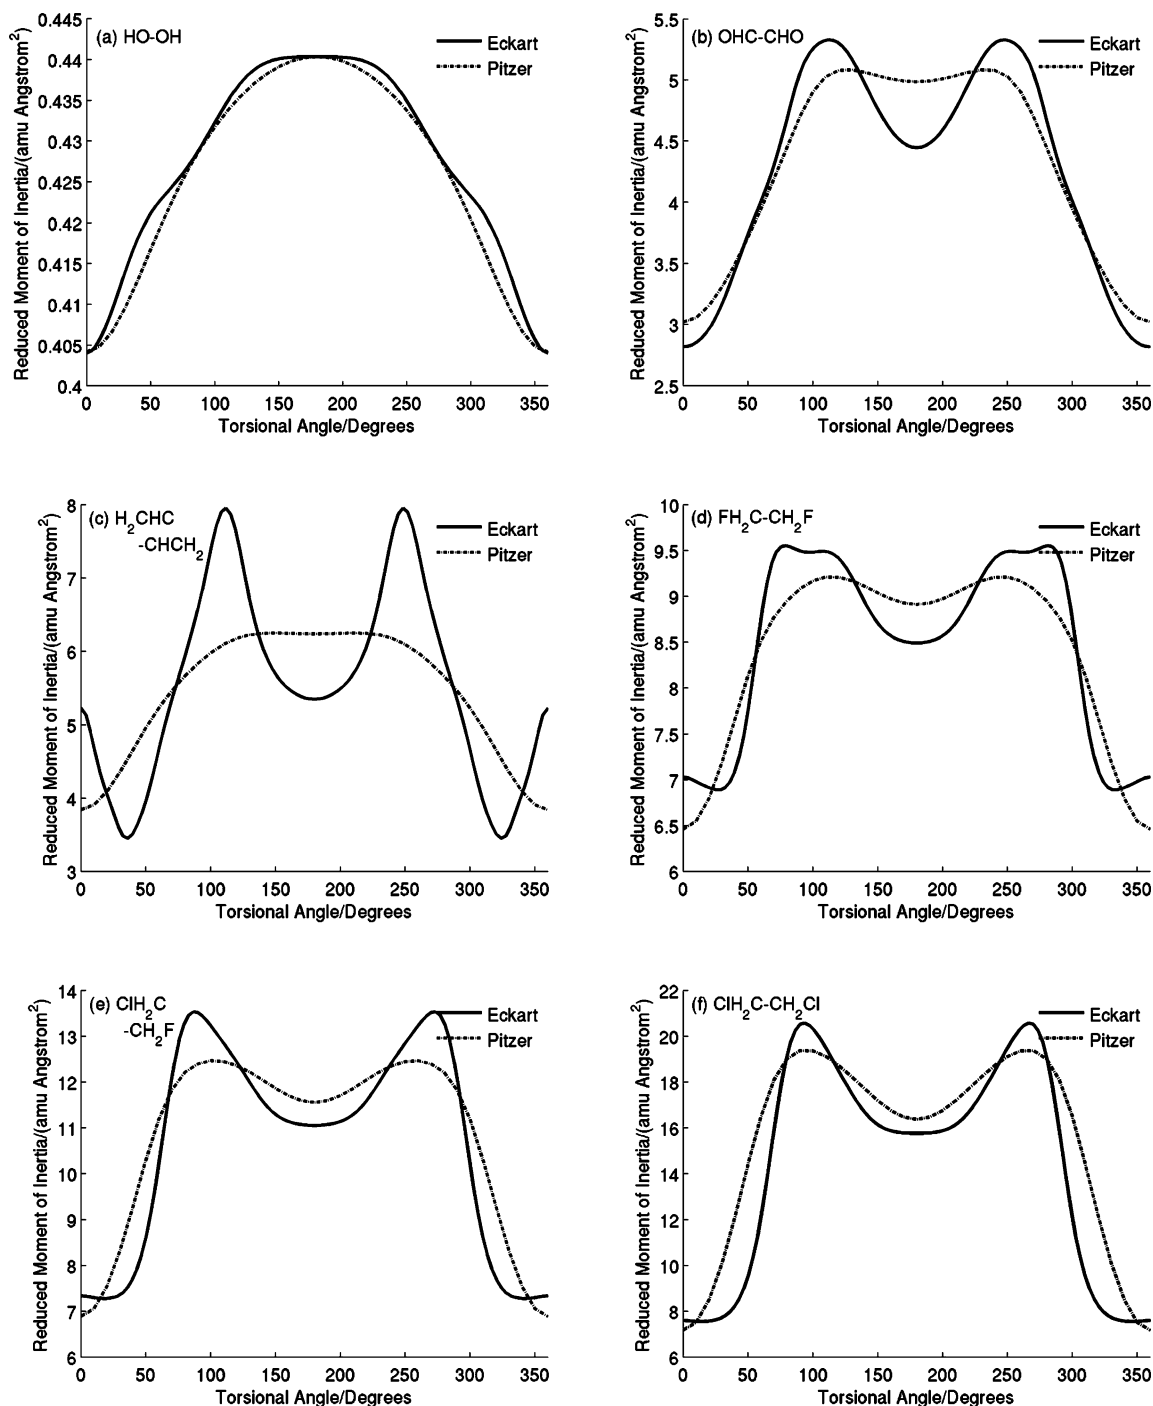 (a) HO-OH
Eckart
Pitzer
0.445
0.44
0.435
0.43
0.425
0.42
0.415
0.41
0.405
0.4
0 50 100 150 200 250 300 350
Torsional Angle/Degrees
Reduced Moment of Inertia/(amu Angstrom²)
(b) OHC-CHO
Eckart
Pitzer
5.5
5
4.5
4
3.5
3
2.5
0 50 100 150 200 250 300 350
Torsional Angle/Degrees
Reduced Moment of Inertia/(amu Angstrom²)
(c) H₂CHC
-CHCH₂
Eckart
Pitzer
8
7
6
5
4
3
0 50 100 150 200 250 300 350
Torsional Angle/Degrees
Reduced Moment of Inertia/(amu Angstrom²)
(d) FH₂C-CH₂F
Eckart
Pitzer
10
9.5
9
8.5
8
7.5
7
6.5
6
0 50 100 150 200 250 300 350
Torsional Angle/Degrees
Reduced Moment of Inertia/(amu Angstrom²)
(e) ClH₂C
-CH₂F
Eckart
Pitzer
14
13
12
11
10
9
8
7
6
0 50 100 150 200 250 300 350
Torsional Angle/Degrees
Reduced Moment of Inertia/(amu Angstrom²)
(f) ClH₂C-CH₂Cl
Eckart
Pitzer
22
20
18
16
14
12
10
8
6
0 50 100 150 200 250 300 350
Torsional Angle/Degrees
Reduced Moment of Inertia/(amu Angstrom²)